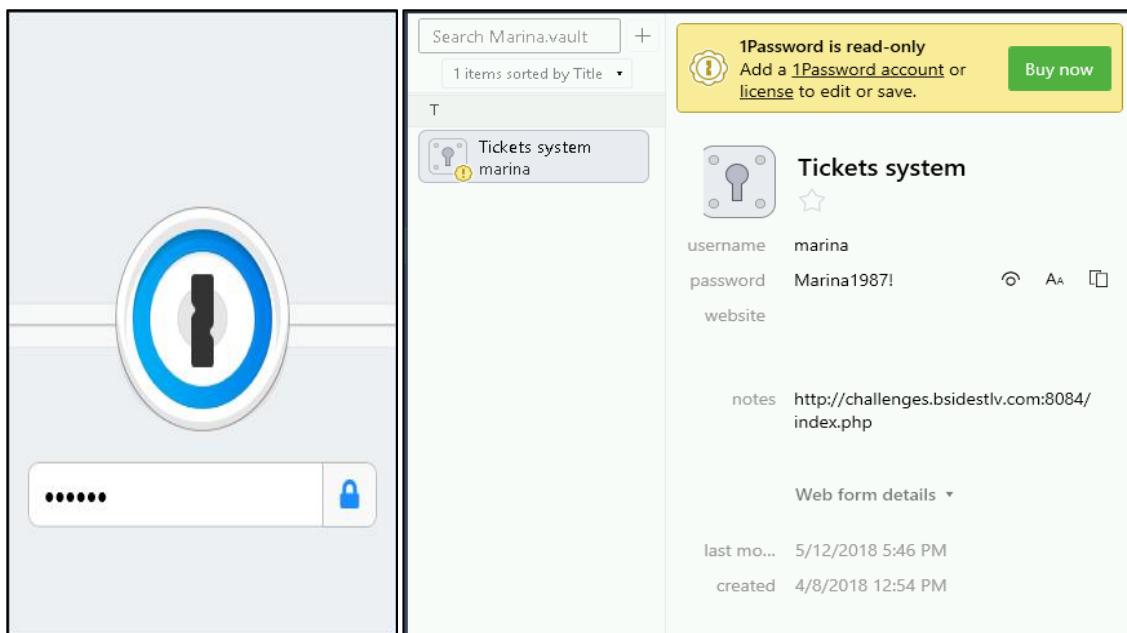 ••••••
Search Marina.vault
1 items sorted by Title
T
Tickets system
marina
1Password is read-only
Add a 1Password account or
license to edit or save.
Buy now
Tickets system
username marina
password Marina1987!
website
notes http://challenges.bsidestlv.com:8084/
index.php
Web form details
last mo... 5/12/2018 5:46 PM
created 4/8/2018 12:54 PM